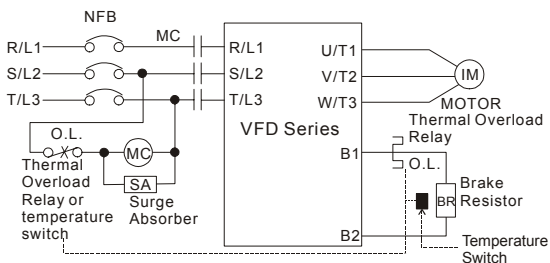 NFB
MC
R/L1
S/L2
T/L3
R/L1
S/L2
T/L3
VFD Series
U/T1
V/T2
W/T3
IM
MOTOR
Thermal Overload
Relay
B1
O.L.
BR
Brake
Resistor
B2
Temperature
Switch
O.L.
MC
SA
Surge
Absorber
Thermal
Overload
Relay or
temperature
switch